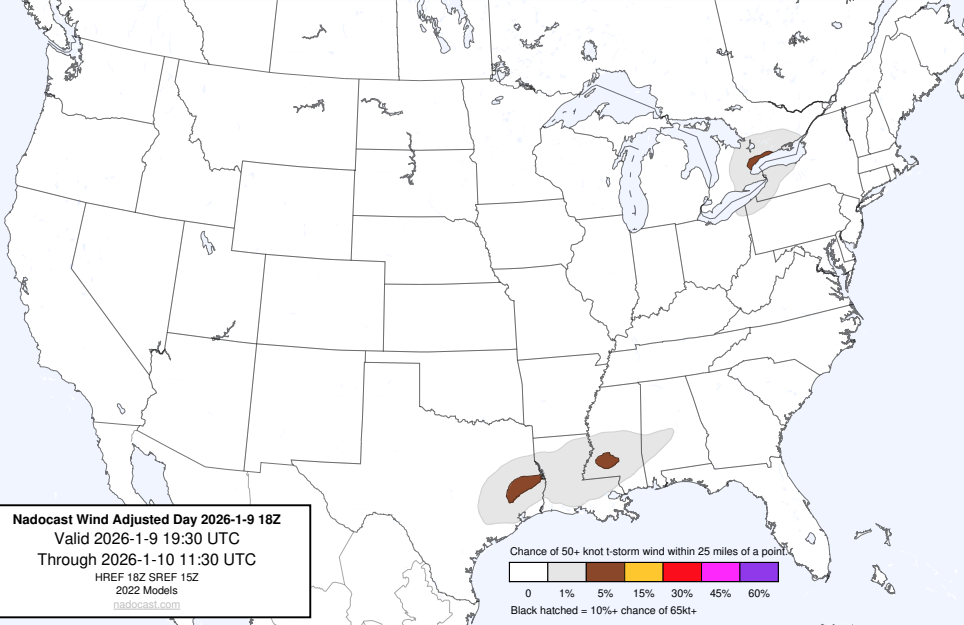 Nadocast Wind Adjusted Day 2026-1-9 18Z
Valid 2026-1-9 19:30 UTC
Through 2026-1-10 11:30 UTC
HREF 18Z SREF 15Z
2022 Models
nadocast.com
Chance of 50+ knot t-storm wind within 25 miles of a point.
0 1% 5% 15% 30% 45% 60%
Black hatched = 10%+ chance of 65kt+